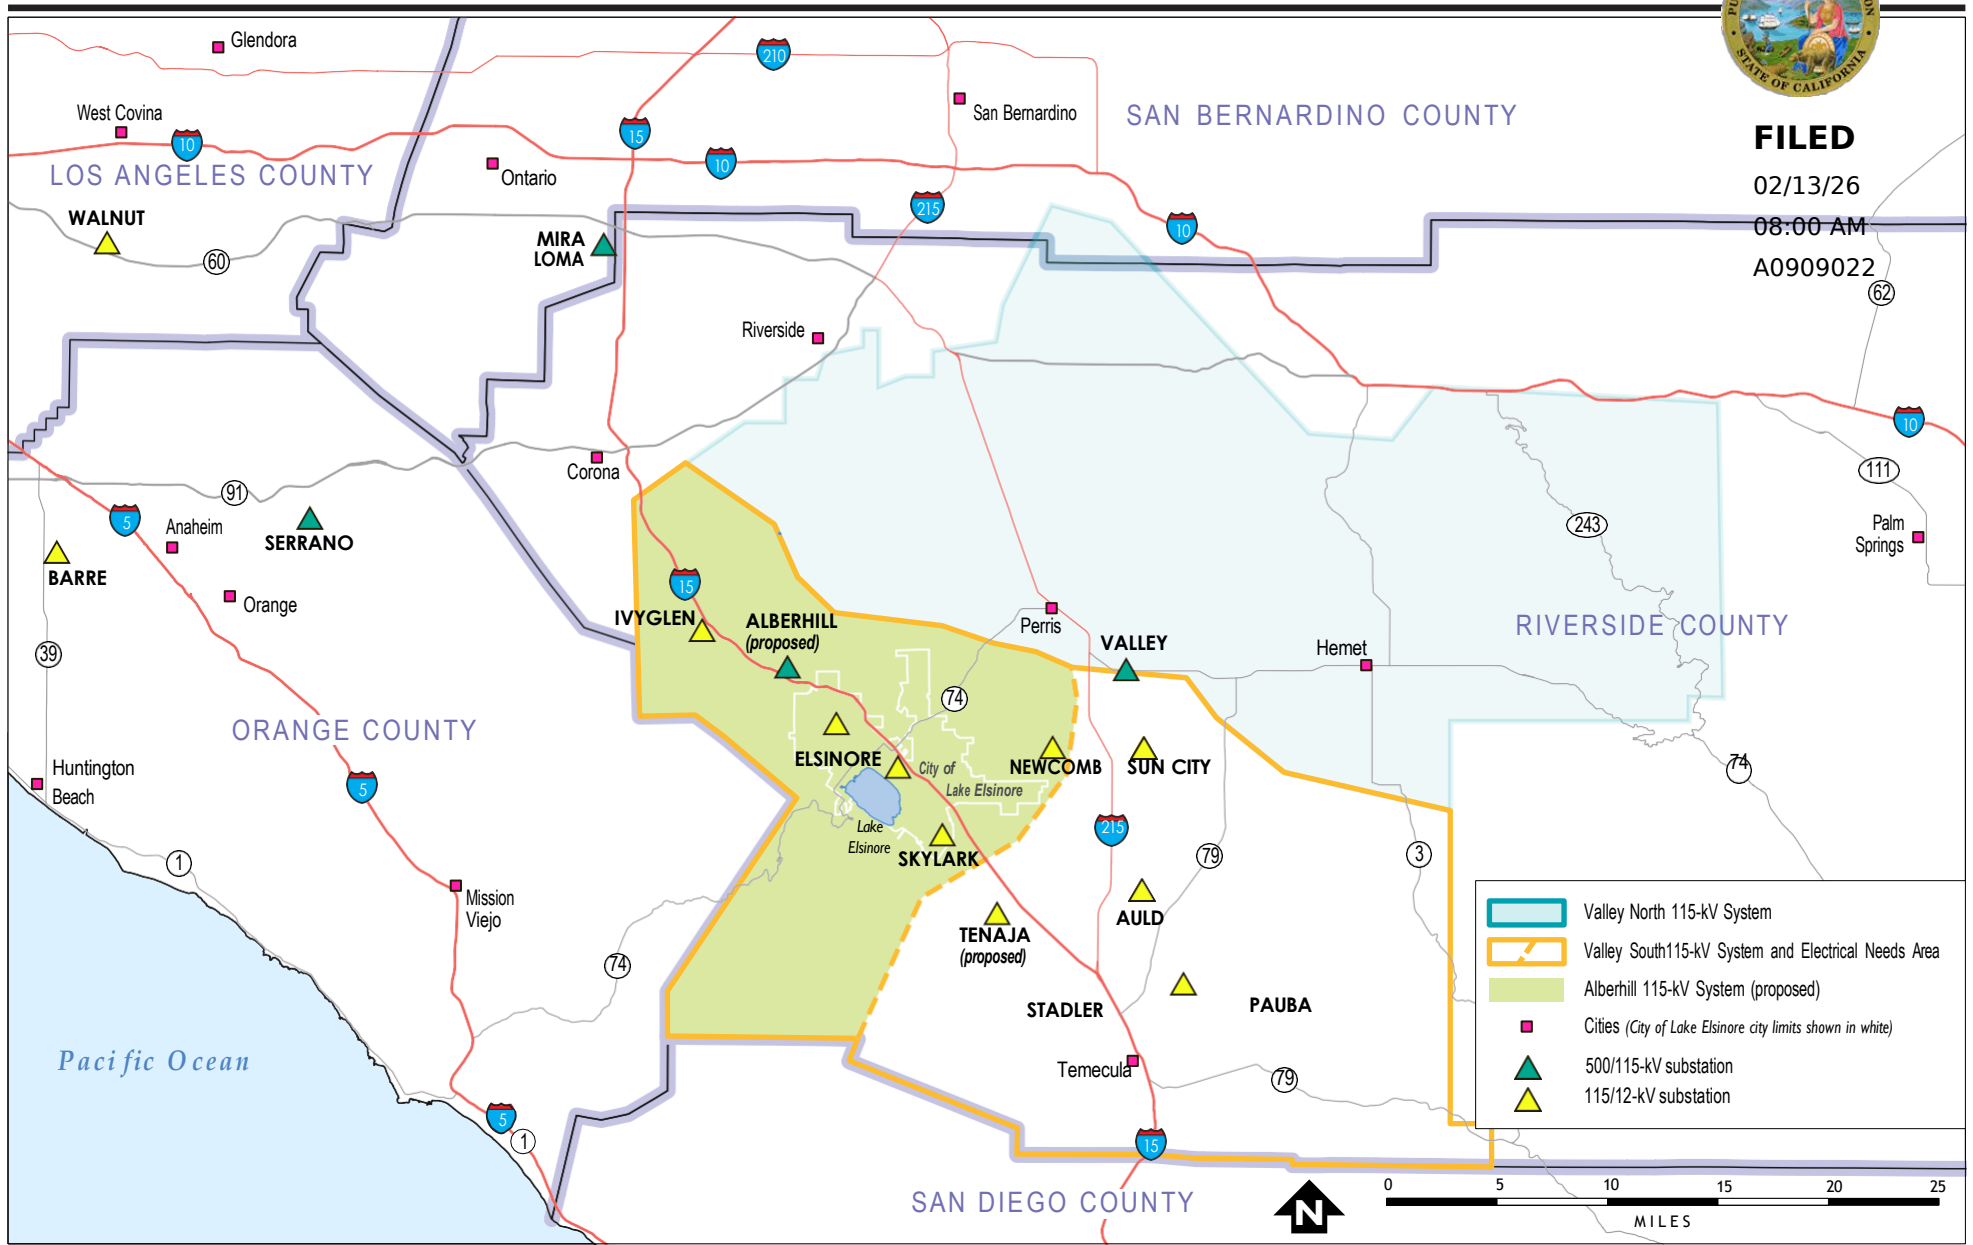 STATE OF CALIFORNIA
FILED
02/13/26
08:00 AM
A0909022
Glendora
210
West Covina
10
San Bernardino
SAN BERNARDINO COUNTY
15
10
LOS ANGELES COUNTY
Ontario
215
WALNUT
10
60
MIRA
LOMA
62
Riverside
10
Corona
111
91
5
Anaheim
SERRANO
243
Palm
Springs
BARRE
15
Orange
IVYGLEN
ALBERHILL
(proposed)
Perris
VALLEY
Hemet
RIVERSIDE COUNTY
39
74
ORANGE COUNTY
ELSINORE
City of
Lake Elsinore
NEWCOMB
SUN CITY
74
Huntington
Beach
5
Lake
Elsinore
SKYLARK
215
79
3
1
Mission
Viejo
AULD
TENAJA
(proposed)
74
STADLER
PAUBA
Temecula
79
Pacific Ocean
5
1
15
SAN DIEGO COUNTY
Valley North 115-kV System
Valley South115-kV System and Electrical Needs Area
Alberhill 115-kV System (proposed)
Cities (City of Lake Elsinore city limits shown in white)
500/115-kV substation
115/12-kV substation
N
0 5 10 15 20 25
MILES